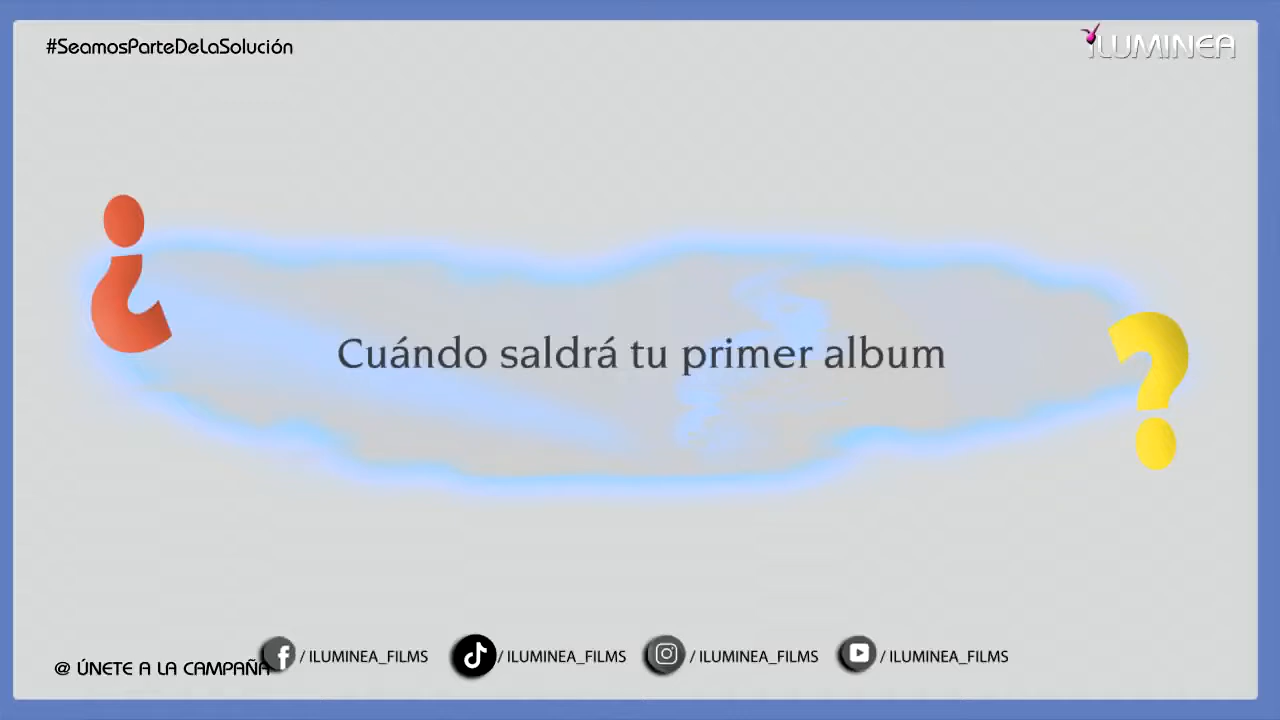 #SeamosParteDeLaSolución
ILUMINEA
¿
Cuándo saldrá tu primer album
?
@ ÚNETE A LA CAMPAÑA
/ ILUMINEA_FILMS
/ ILUMINEA_FILMS
/ ILUMINEA_FILMS
/ ILUMINEA_FILMS